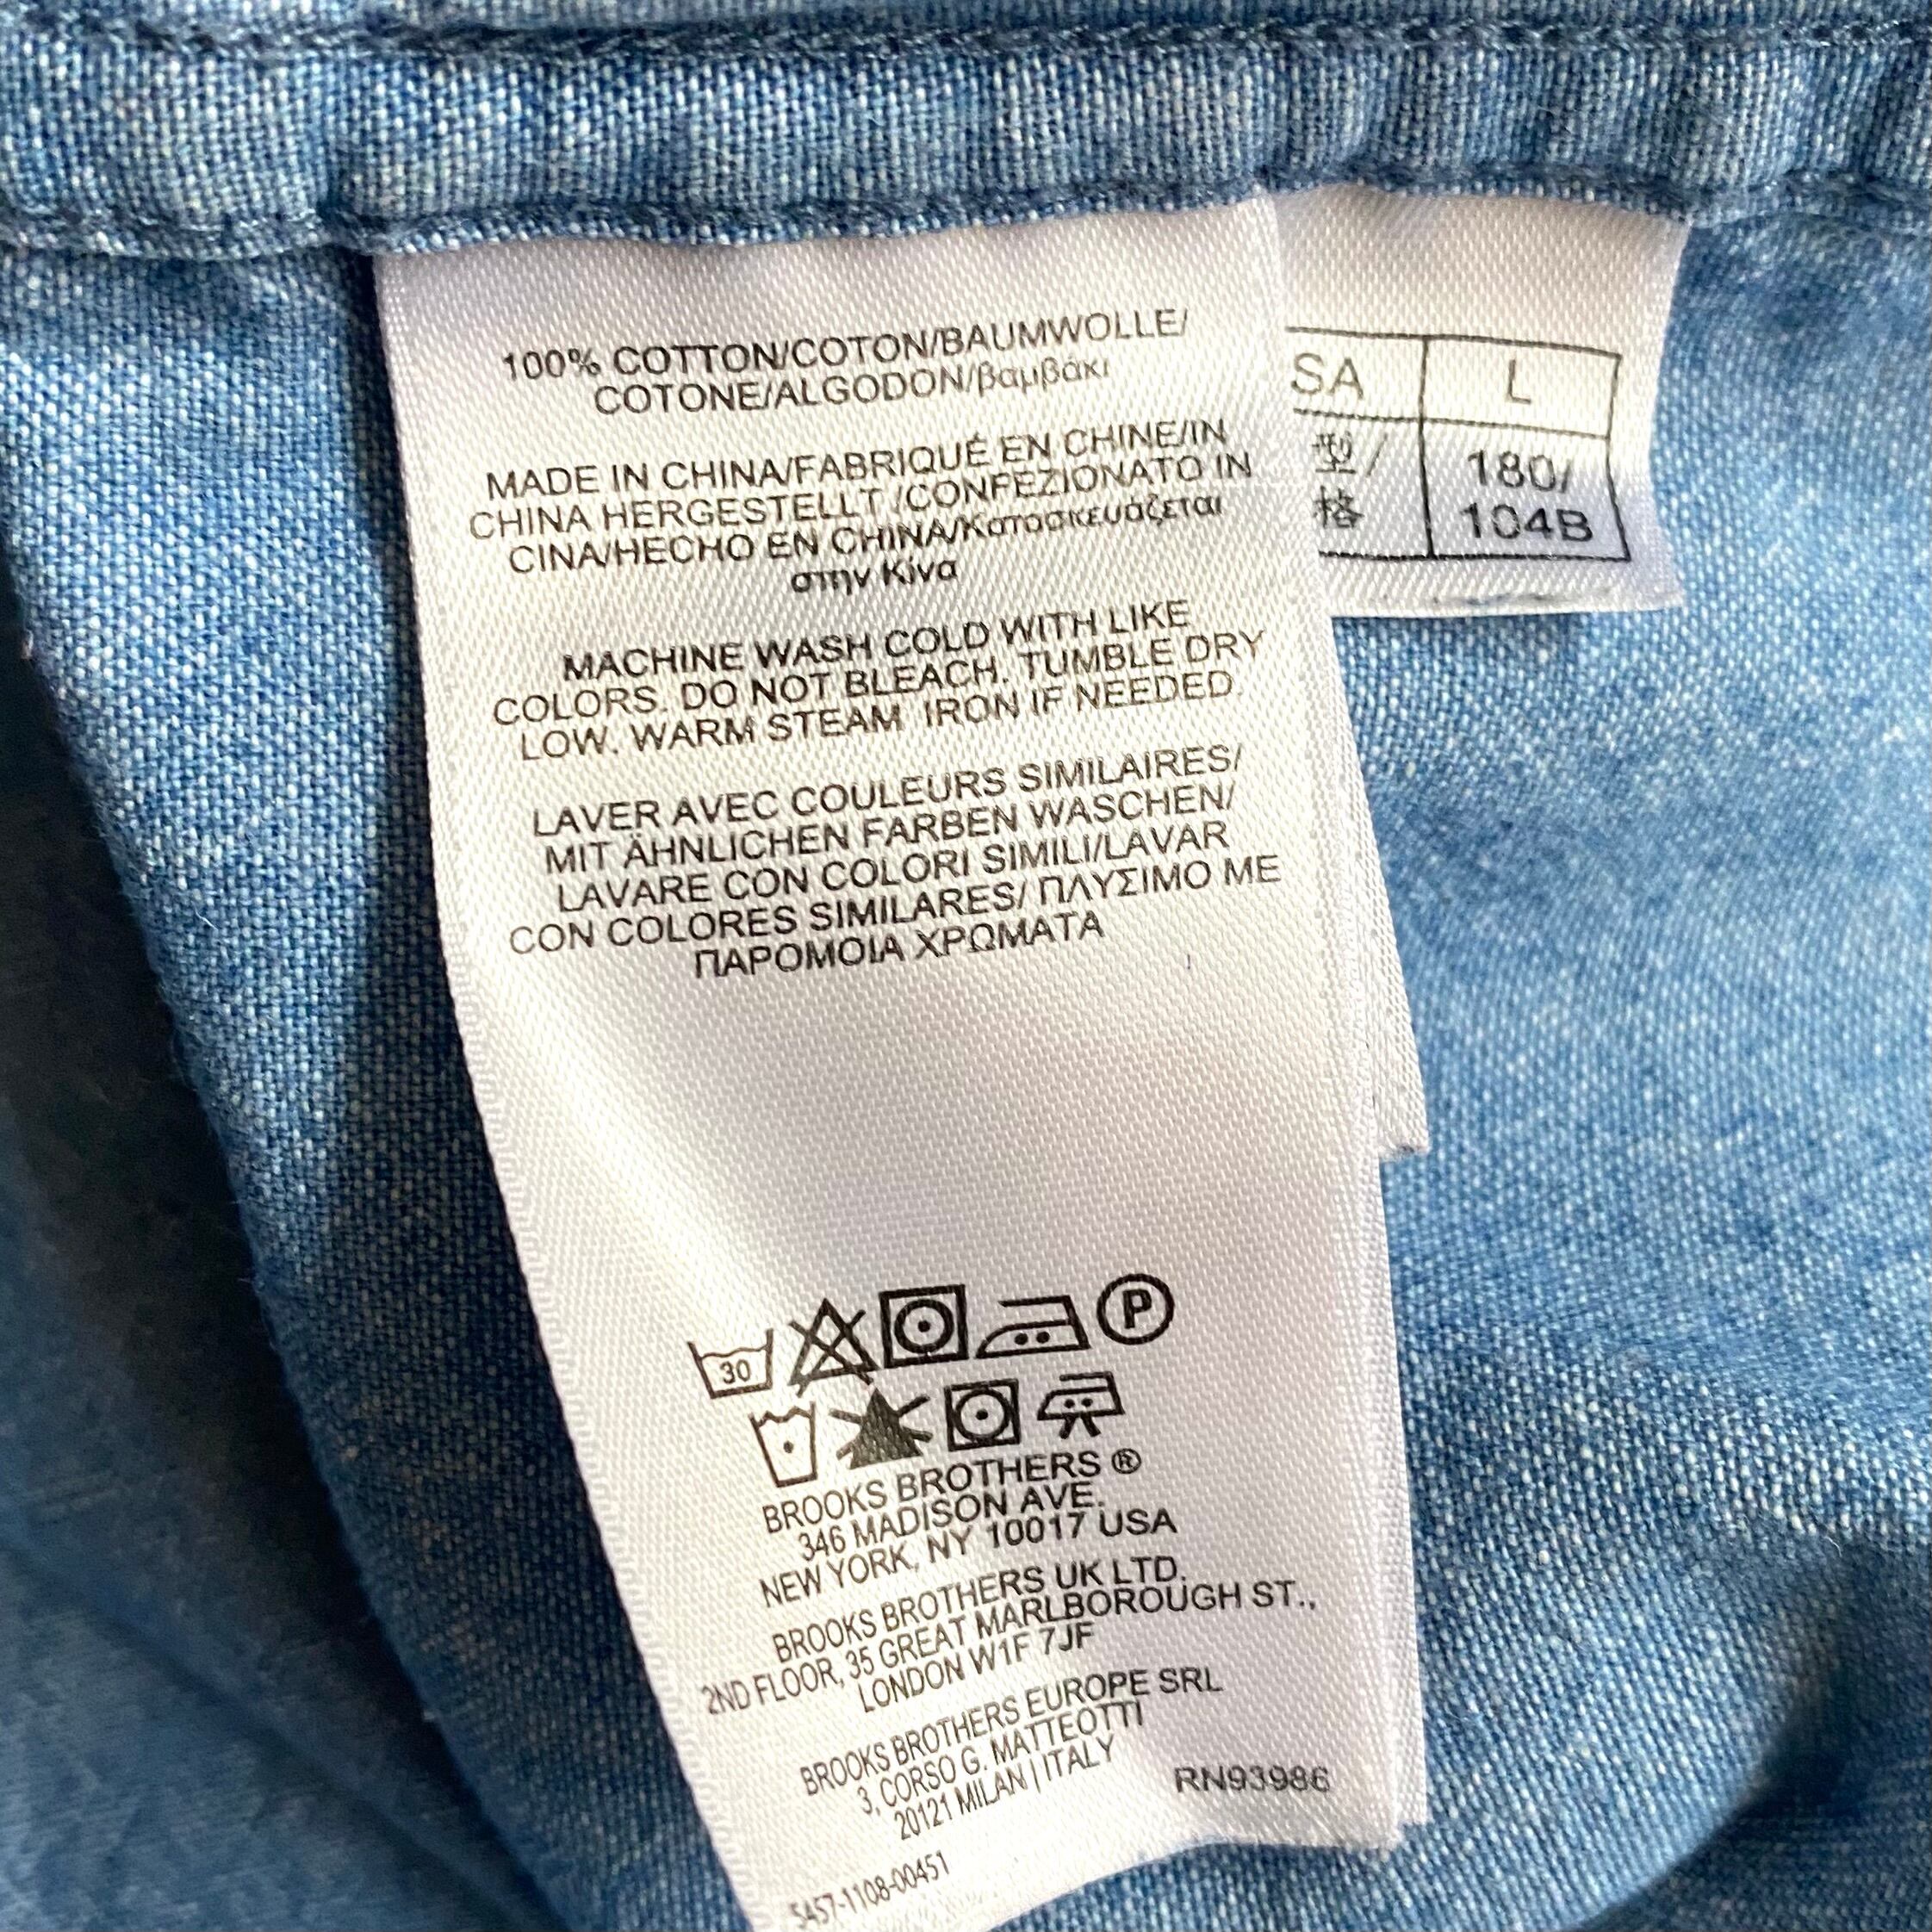 100% COTTON/COTON/BAUMWOLLE/
COTONE/ALGODON/βαμβάκι
MADE IN CHINA/FABRIQUÉ EN CHINE/IN
CHINA HERGESTELLT /CONFEZIONATO IN
CINA/HECHO EN CHINA/Κατασκευάζεται
στην Κίνα
MACHINE WASH COLD WITH LIKE
COLORS. DO NOT BLEACH. TUMBLE DRY
LOW. WARM STEAM IRON IF NEEDED.
LAVER AVEC COULEURS SIMILAIRES/
MIT ÄHNLICHEN FARBEN WASCHEN/
LAVARE CON COLORI SIMILI/LAVAR
CON COLORES SIMILARES/ ΠΛΥΣΙΜΟ ΜΕ
ΠΑΡΟΜΟΙΑ ΧΡΩΜΑΤΑ
30 P
BROOKS BROTHERS ®
346 MADISON AVE.
NEW YORK, NY 10017 USA
BROOKS BROTHERS UK LTD.
2ND FLOOR, 35 GREAT MARLBOROUGH ST.,
LONDON W1F 7JF
BROOKS BROTHERS EUROPE SRL
3, CORSO G. MATTEOTTI
20121 MILAN | ITALY
RN93986
5457-1108-00451
SA L
型/ 180/
格 104B